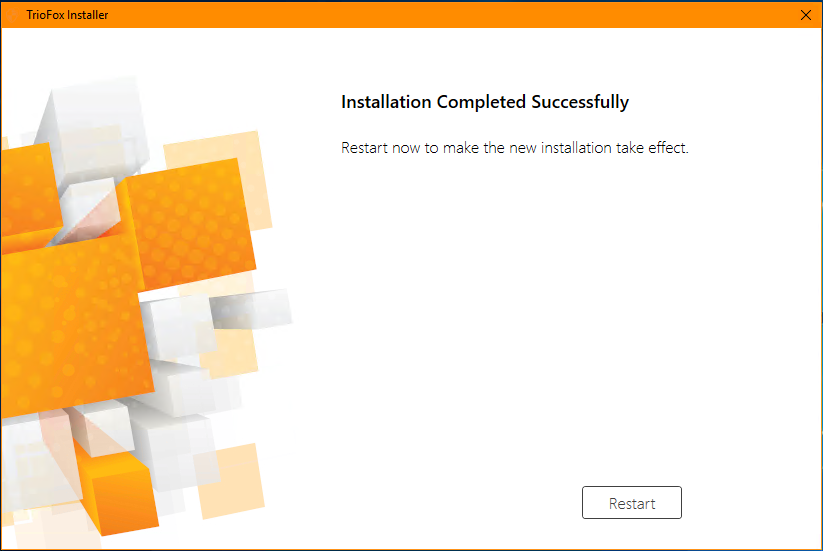 TrioFox Installer
Installation Completed Successfully
Restart now to make the new installation take effect.
Restart